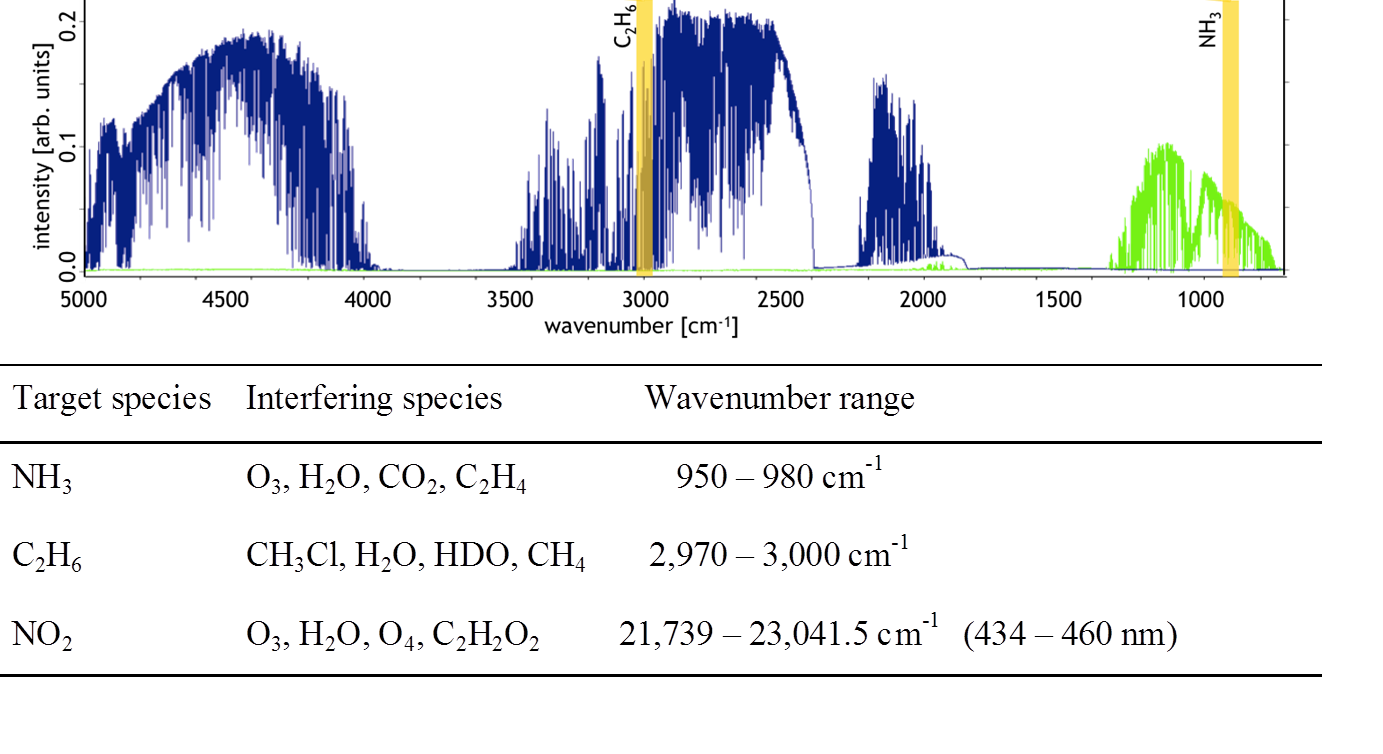 0.2
0.1
0.0
intensity [arb. units]
C₂H₆
NH₃
5000 4500 4000 3500 3000 2500 2000 1500 1000
wavenumber [cm⁻¹]
Target species Interfering species Wavenumber range
NH₃ O₃, H₂O, CO₂, C₂H₄ 950 – 980 cm⁻¹
C₂H₆ CH₃Cl, H₂O, HDO, CH₄ 2,970 – 3,000 cm⁻¹
NO₂ O₃, H₂O, O₄, C₂H₂O₂ 21,739 – 23,041.5 cm⁻¹ (434 – 460 nm)